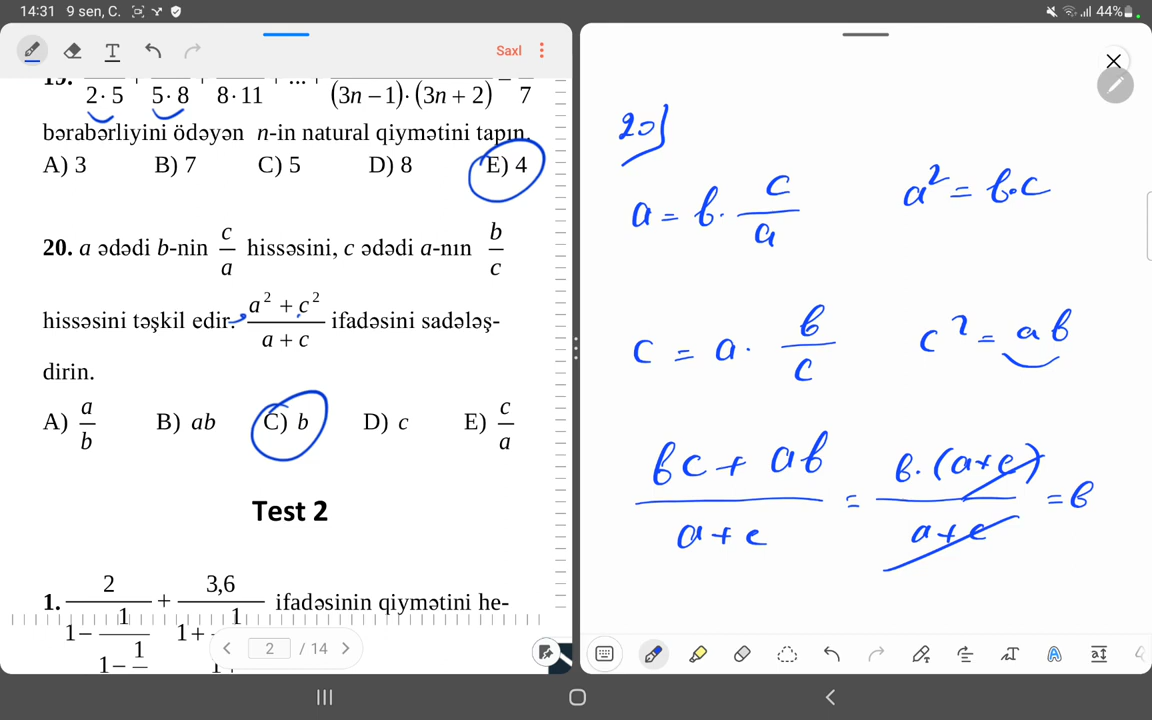 14:31 9 sen, C. 44%
Saxl
2 · 5 5 · 8 8 · 11 + ... + (3n − 1) · (3n + 2) = 7
bərabərliyini ödəyən n-in natural qiymətini tapın.
A) 3 B) 7 C) 5 D) 8 E) 4
20. a ədədi b-nin c/a hissəsini, c ədədi a-nın b/c
hissəsini təşkil edir. (a² + c²)/(a + c) ifadəsini sadələş-
dirin.
A) a/b B) ab C) b D) c E) c/a
Test 2
1. 2/(1 − 1/(1 − 1 + 3,6/(1 + 1 ifadəsinin qiymətini he-
2 / 14
20)
a = b · c/a a² = b·c
c = a · b/c c² = ab
(bc + ab)/(a + c) = b·(a+c)/(a+c) = b